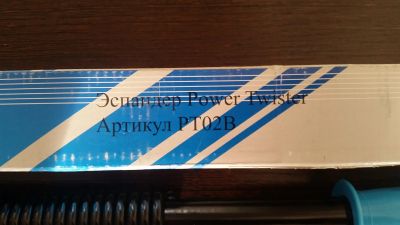 Эспандер Power Twister
Артикул PT02B